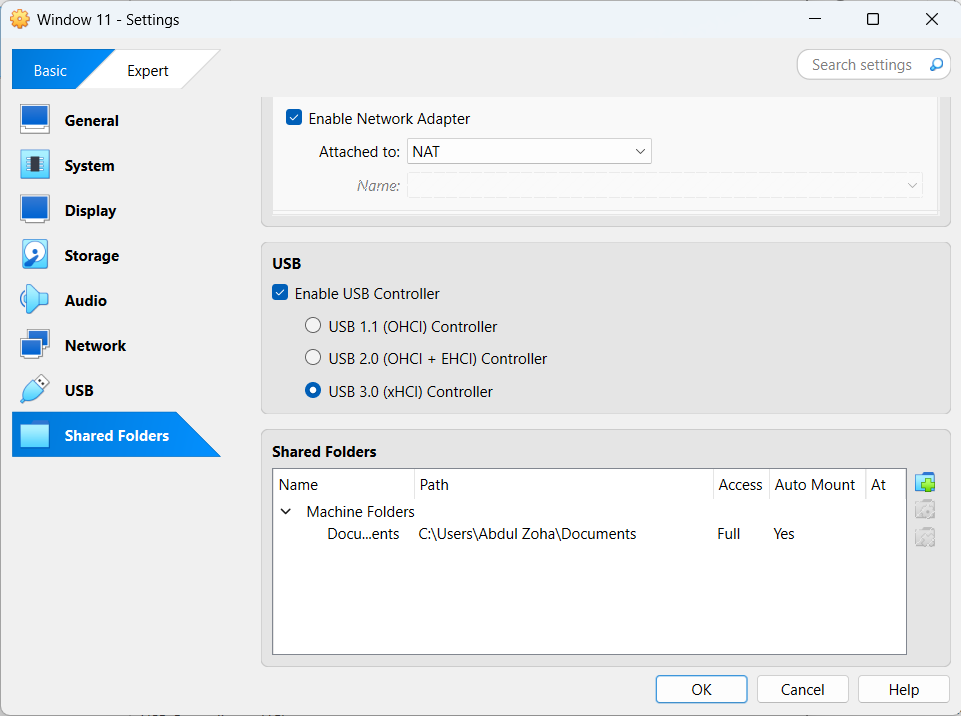 Window 11 - Settings
Basic
Expert
Search settings
General
System
Display
Storage
Audio
Network
USB
Shared Folders
Enable Network Adapter
Attached to: NAT
Name:
USB
Enable USB Controller
USB 1.1 (OHCI) Controller
USB 2.0 (OHCI + EHCI) Controller
USB 3.0 (xHCI) Controller
Shared Folders
Name Path Access Auto Mount At
Machine Folders
Docu...ents C:\Users\Abdul Zoha\Documents Full Yes
OK Cancel Help